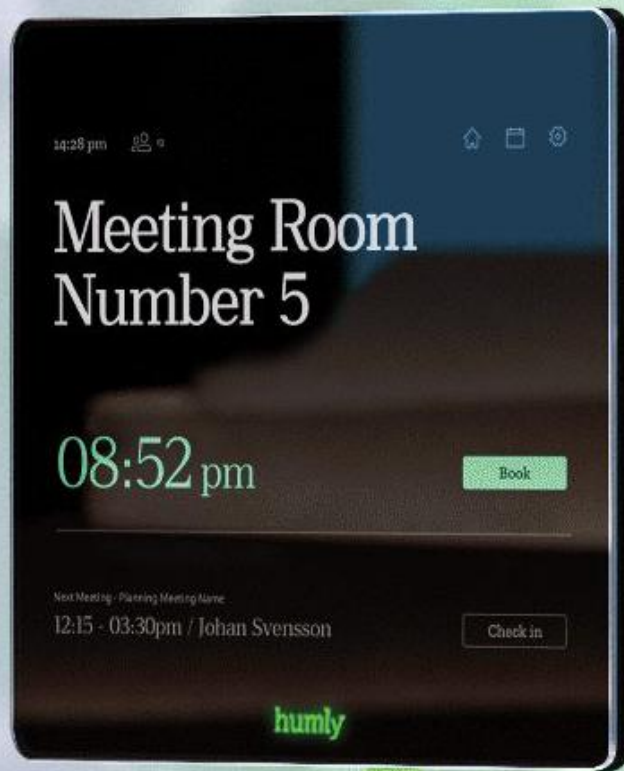 14:28 pm
Meeting Room
Number 5
08:52 pm
Book
Next Meeting - Planning Meeting Name
12:15 - 03:30pm / Johan Svensson
Check in
humly